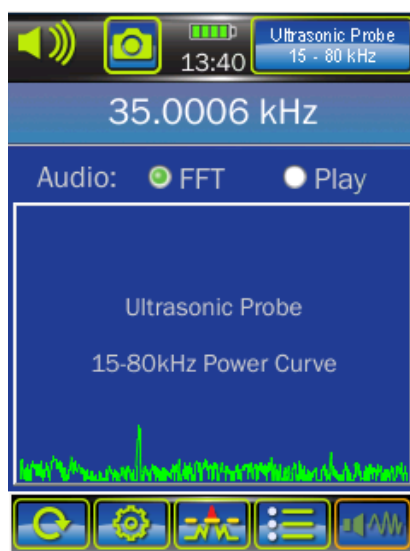 Ultrasonic Probe
15 - 80 kHz
13:40
35.0006 kHz
Audio: FFT Play
Ultrasonic Probe
15-80kHz Power Curve